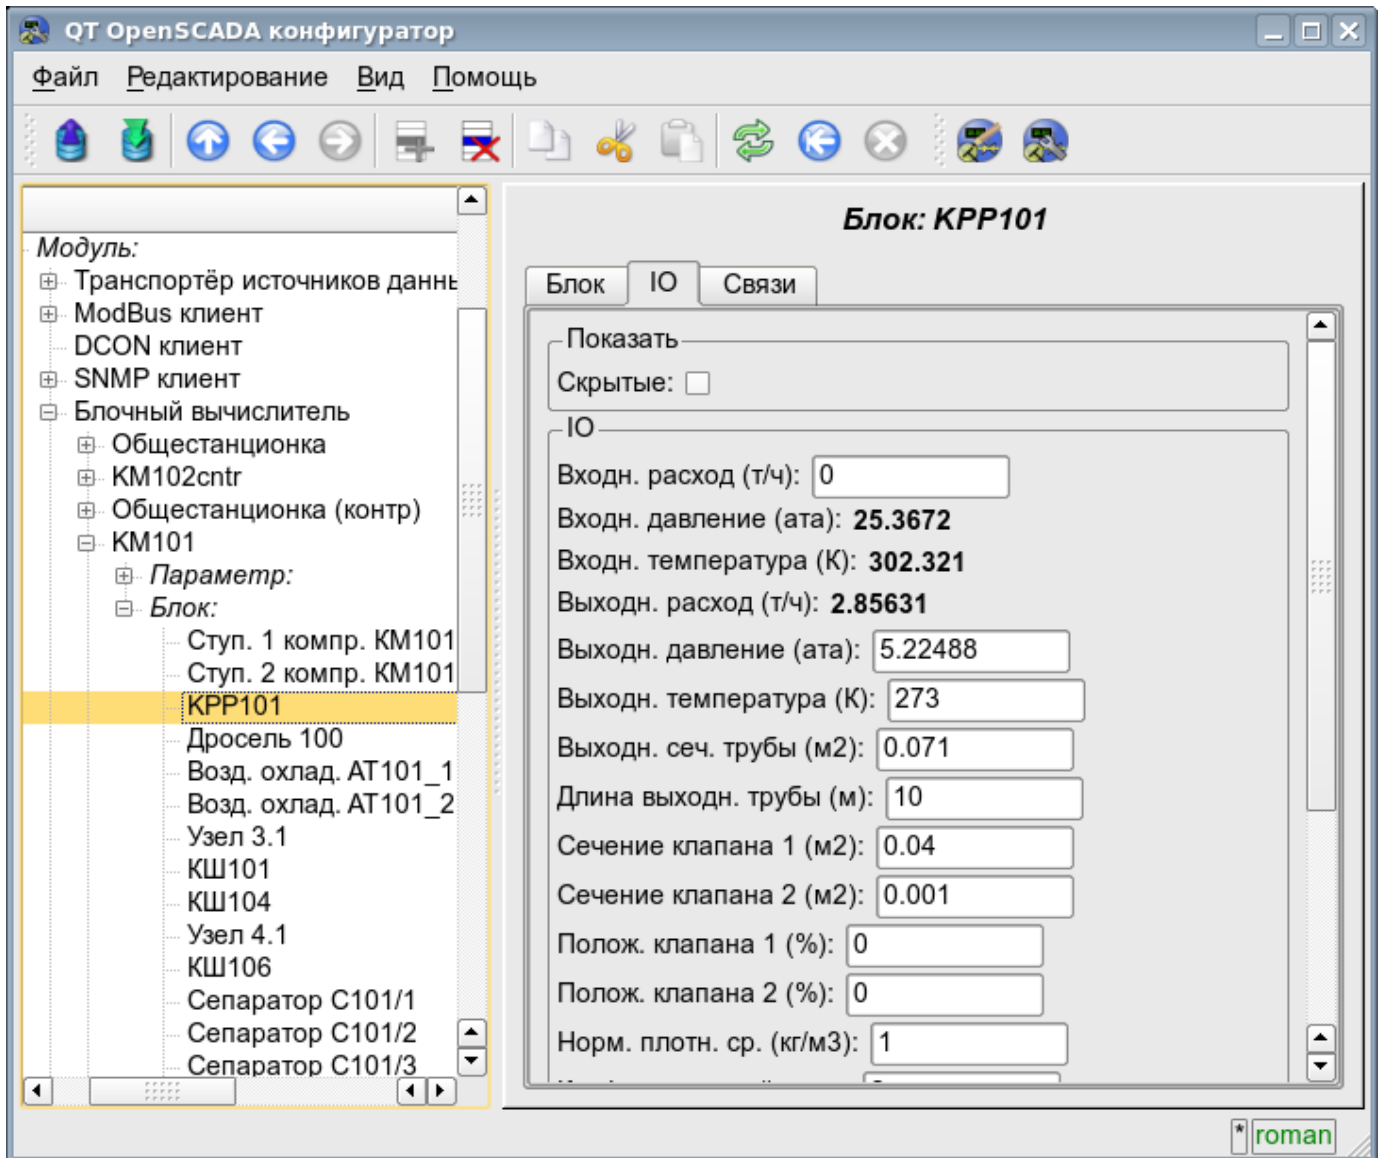 QT OpenSCADA конфигуратор
Файл Редактирование Вид Помощь
Модуль:
Транспортёр источников данны
ModBus клиент
DCON клиент
SNMP клиент
Блочный вычислитель
Общестанционка
KM102cntr
Общестанционка (контр)
KM101
Параметр:
Блок:
Ступ. 1 компр. КМ101
Ступ. 2 компр. КМ101
КРР101
Дросель 100
Возд. охлад. АТ101_1
Возд. охлад. АТ101_2
Узел 3.1
КШ101
КШ104
Узел 4.1
КШ106
Сепаратор С101/1
Сепаратор С101/2
Сепаратор С101/3
Блок: КРР101
Блок IO Связи
Показать
Скрытые:
IO
Входн. расход (т/ч): 0
Входн. давление (ата): 25.3672
Входн. температура (К): 302.321
Выходн. расход (т/ч): 2.85631
Выходн. давление (ата): 5.22488
Выходн. температура (К): 273
Выходн. сеч. трубы (м2): 0.071
Длина выходн. трубы (м): 10
Сечение клапана 1 (м2): 0.04
Сечение клапана 2 (м2): 0.001
Полож. клапана 1 (%): 0
Полож. клапана 2 (%): 0
Норм. плотн. ср. (кг/м3): 1
* roman